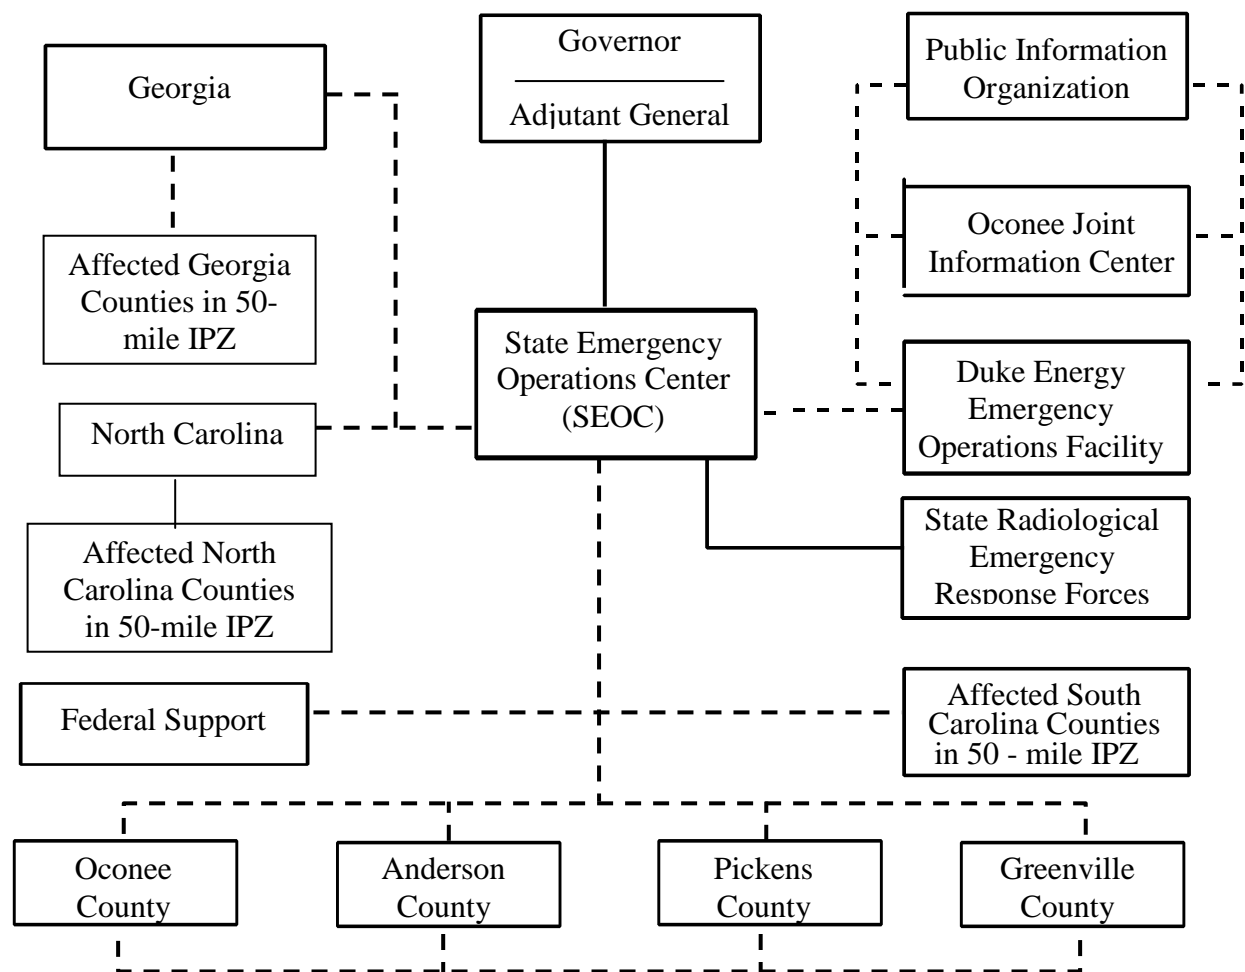 Governor
Adjutant General
Georgia
Public Information
Organization
Oconee Joint
Information Center
Affected Georgia
Counties in 50-
mile IPZ
State Emergency
Operations Center
(SEOC)
Duke Energy
Emergency
Operations Facility
North Carolina
Affected North
Carolina Counties
in 50-mile IPZ
State Radiological
Emergency
Response Forces
Federal Support
Affected South
Carolina Counties
in 50 - mile IPZ
Oconee
County
Anderson
County
Pickens
County
Greenville
County